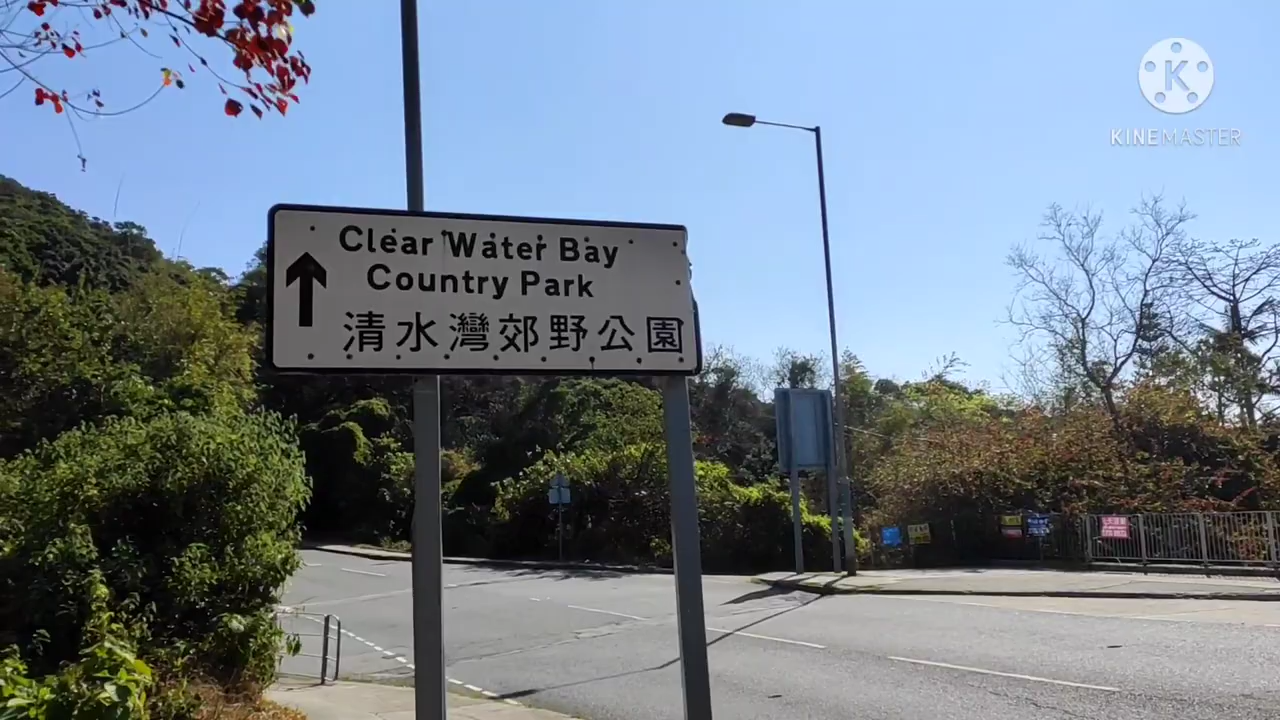 K
KINEMASTER
Clear Water Bay
Country Park
清水灣郊野公園